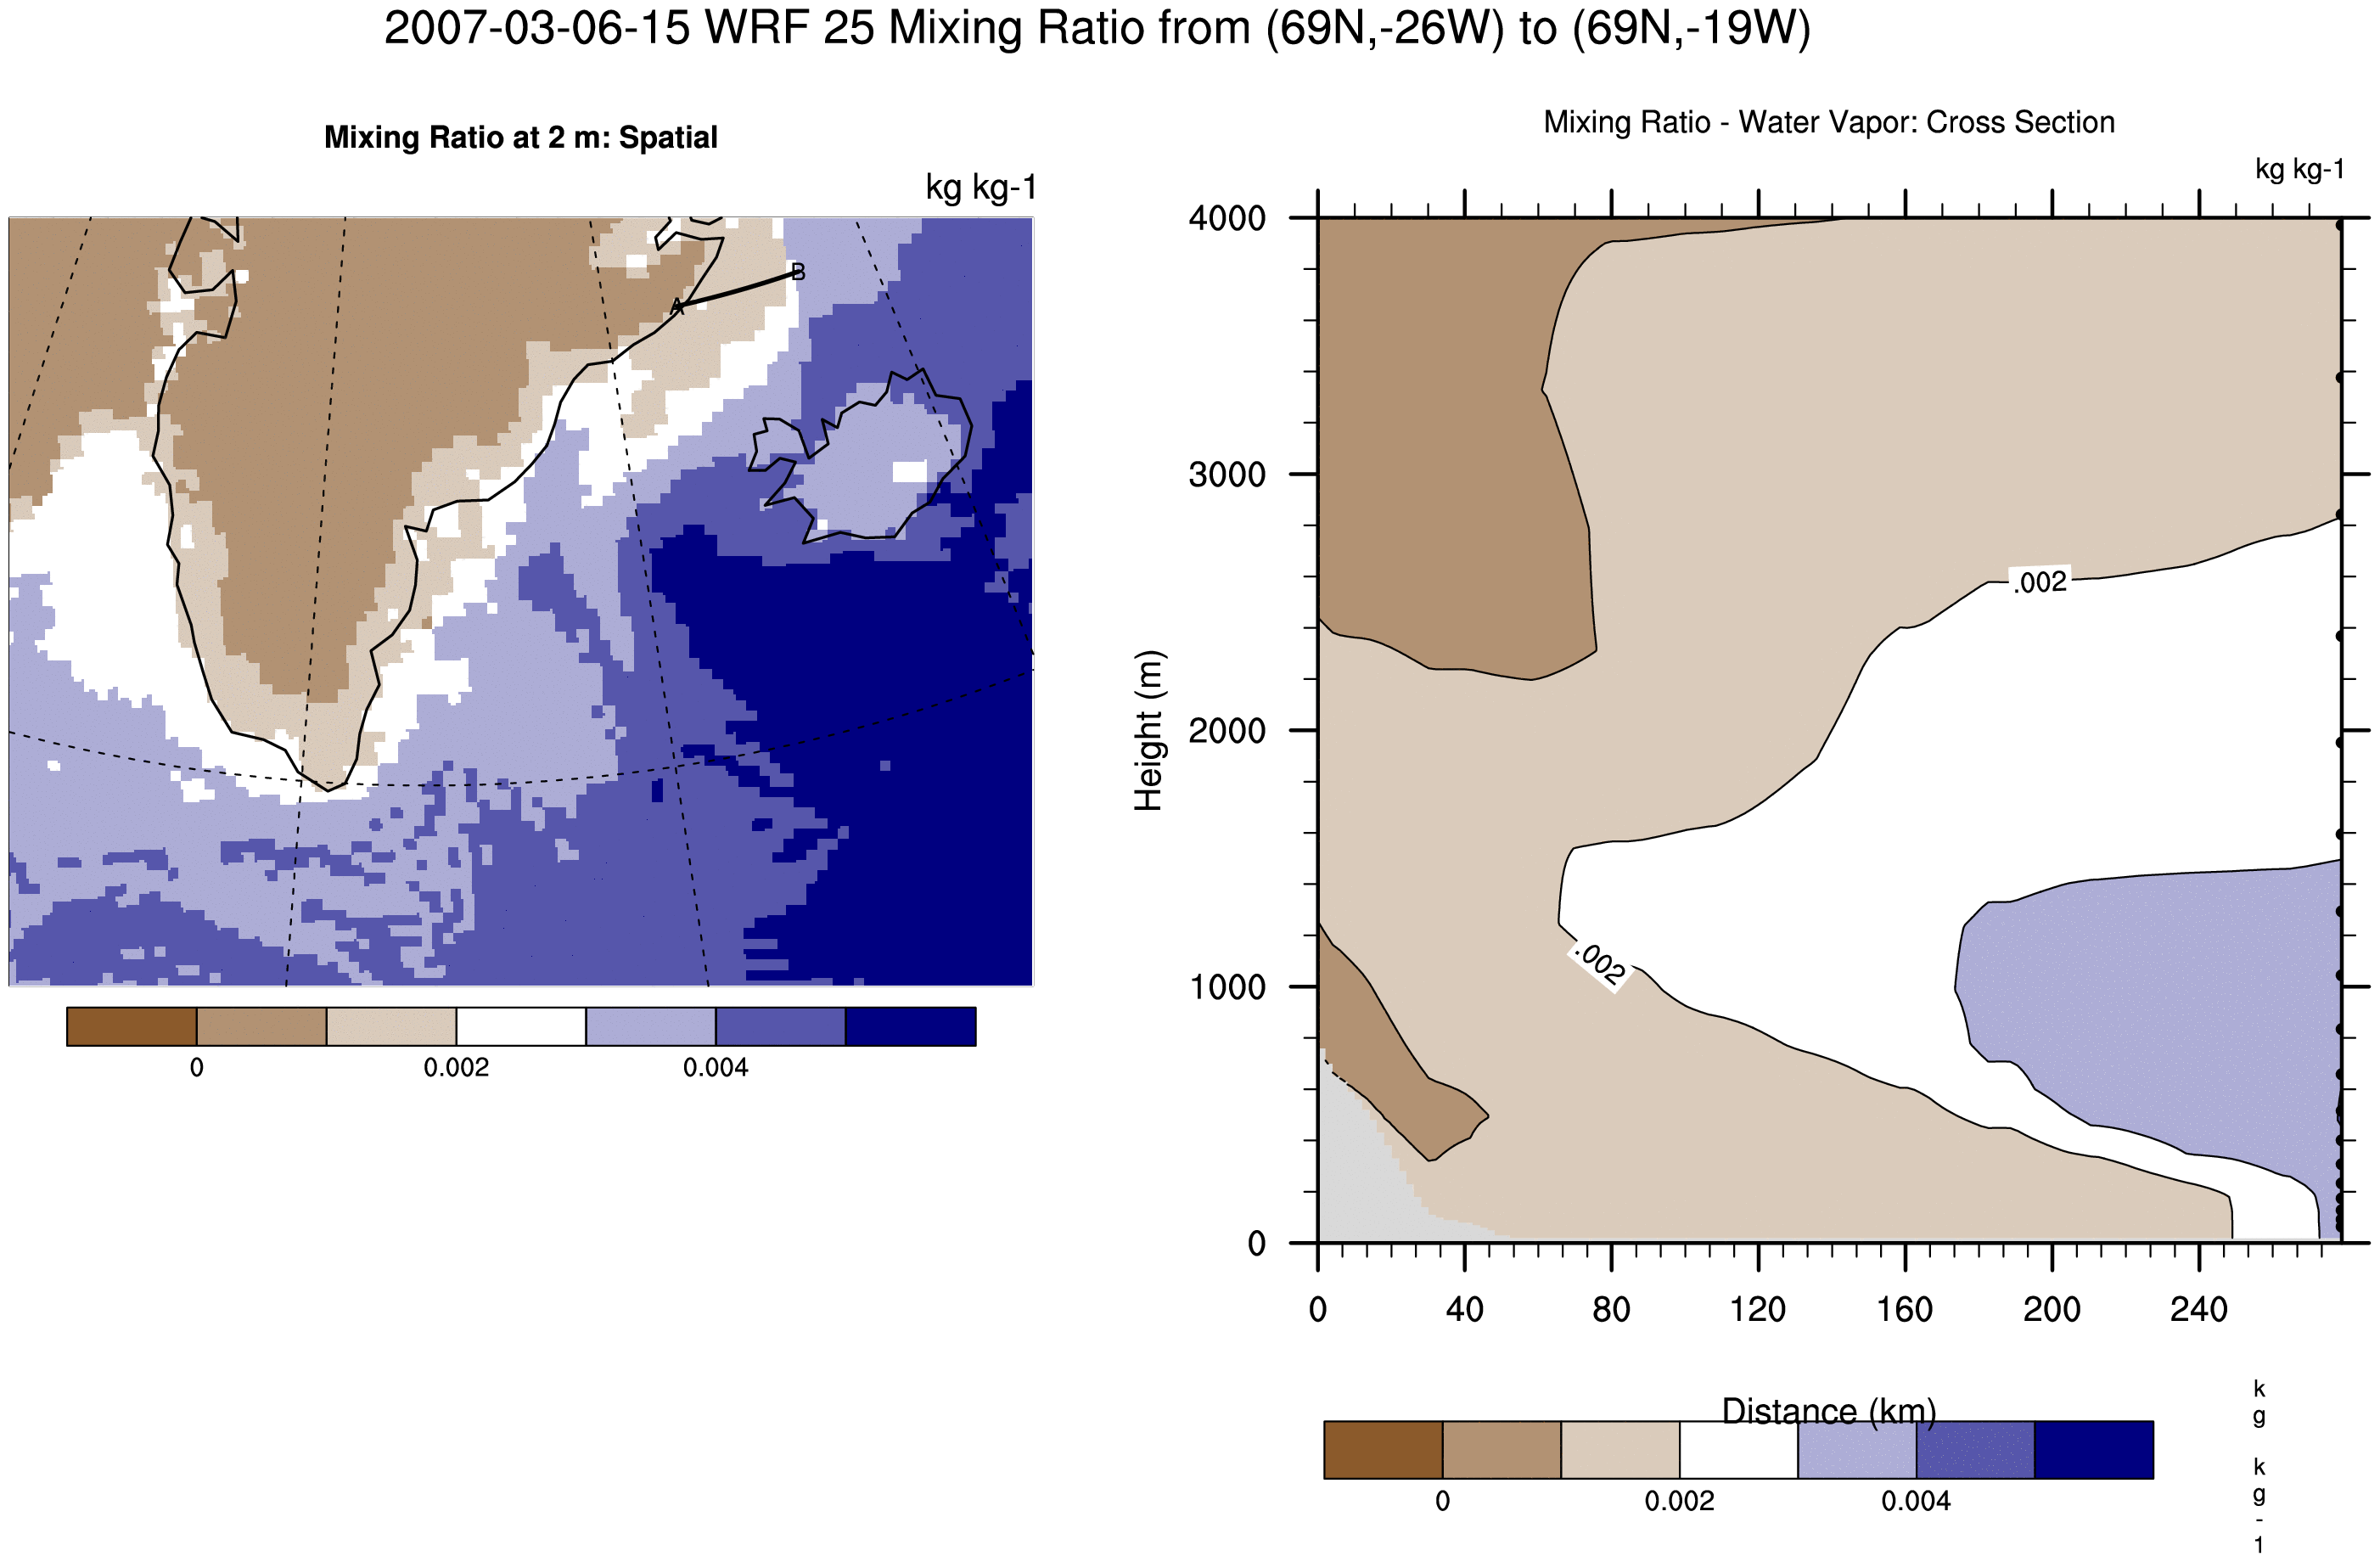 2007-03-06-15 WRF 25 Mixing Ratio from (69N,-26W) to (69N,-19W)
Mixing Ratio at 2 m: Spatial
kg kg-1
A
B
0 0.002 0.004
Mixing Ratio - Water Vapor: Cross Section
kg kg-1
4000
3000
2000
1000
0
Height (m)
.002
.002
0 40 80 120 160 200 240
Distance (km)
0 0.002 0.004
k
g
k
g
-
1